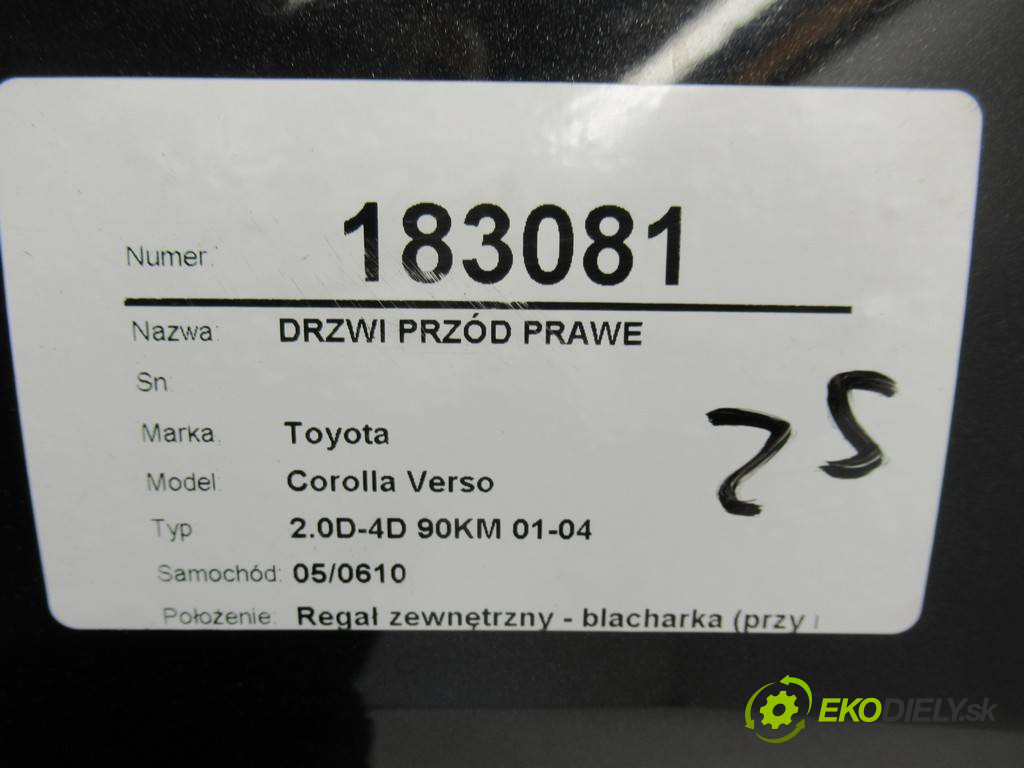 Numer: 183081
Nazwa: DRZWI PRZÓD PRAWE
Sn
Marka: Toyota
Model: Corolla Verso
Typ 2.0D-4D 90KM 01-04
Samochód: 05/0610
Położenie: Regał zewnętrzny - blacharka (przy
25
EKODIELY.sk